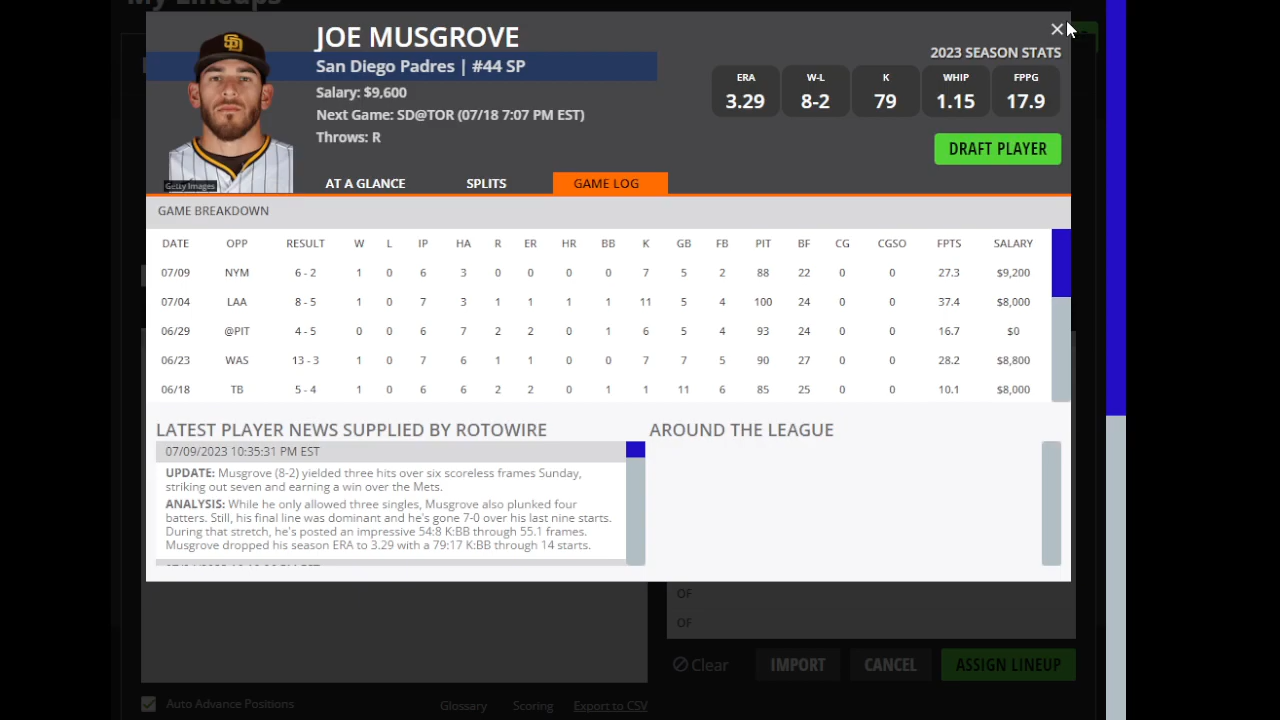 My Lineups
JOE MUSGROVE
San Diego Padres | #44 SP
Salary: $9,600
Next Game: SD@TOR (07/18 7:07 PM EST)
Throws: R
Getty Images
2023 SEASON STATS
ERA W-L K WHIP FPPG
3.29 8-2 79 1.15 17.9
DRAFT PLAYER
AT A GLANCE SPLITS GAME LOG
GAME BREAKDOWN
DATE OPP RESULT W L IP HA R ER HR BB K GB FB PIT BF CG CGSO FPTS SALARY
07/09 NYM 6 - 2 1 0 6 3 0 0 0 0 7 5 2 88 22 0 0 27.3 $9,200
07/04 LAA 8 - 5 1 0 7 3 1 1 1 1 11 5 4 100 24 0 0 37.4 $8,000
06/29 @PIT 4 - 5 0 0 6 7 2 2 0 1 6 5 4 93 24 0 0 16.7 $0
06/23 WAS 13 - 3 1 0 7 6 1 1 0 0 7 7 5 90 27 0 0 28.2 $8,800
06/18 TB 5 - 4 1 0 6 6 2 2 0 1 1 11 6 85 25 0 0 10.1 $8,000
LATEST PLAYER NEWS SUPPLIED BY ROTOWIRE
07/09/2023 10:35:31 PM EST
UPDATE: Musgrove (8-2) yielded three hits over six scoreless frames Sunday,
striking out seven and earning a win over the Mets.
ANALYSIS: While he only allowed three singles, Musgrove also plunked four
batters. Still, his final line was dominant and he's gone 7-0 over his last nine starts.
During that stretch, he's posted an impressive 54:8 K:BB through 55.1 frames.
Musgrove dropped his season ERA to 3.29 with a 79:17 K:BB through 14 starts.
AROUND THE LEAGUE
OF
OF
Clear IMPORT CANCEL ASSIGN LINEUP
Auto Advance Positions Glossary Scoring Export to CSV